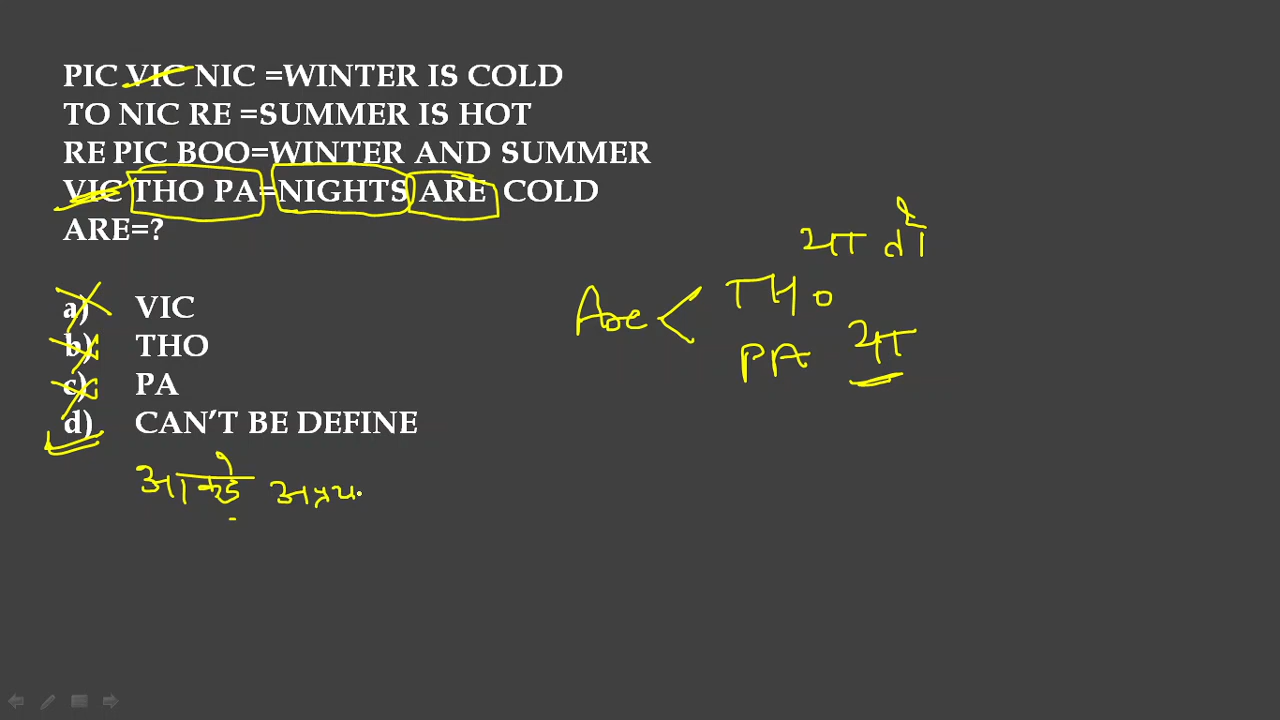 PIC VIC NIC =WINTER IS COLD
TO NIC RE =SUMMER IS HOT
RE PIC BOO=WINTER AND SUMMER
VIC THO PA=NIGHTS ARE COLD
ARE=?
a) VIC
b) THO
c) PA
d) CAN'T BE DEFINE
या तो
Are < THO
PA या
आकड़े